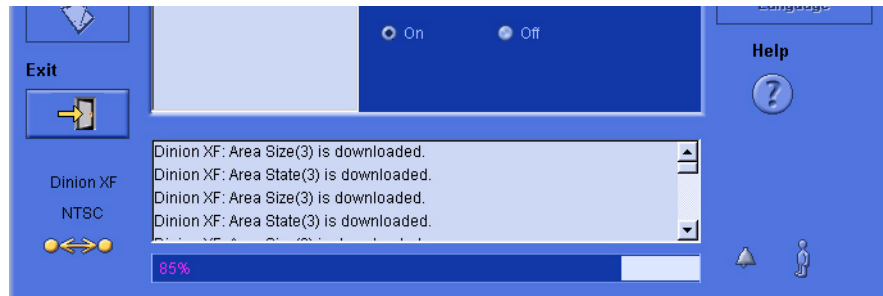 Language
On
Off
Help
Exit
?
Dinion XF: Area Size(3) is downloaded.
Dinion XF: Area State(3) is downloaded.
Dinion XF: Area Size(3) is downloaded.
Dinion XF: Area State(3) is downloaded.
Dinion XF
NTSC
85%